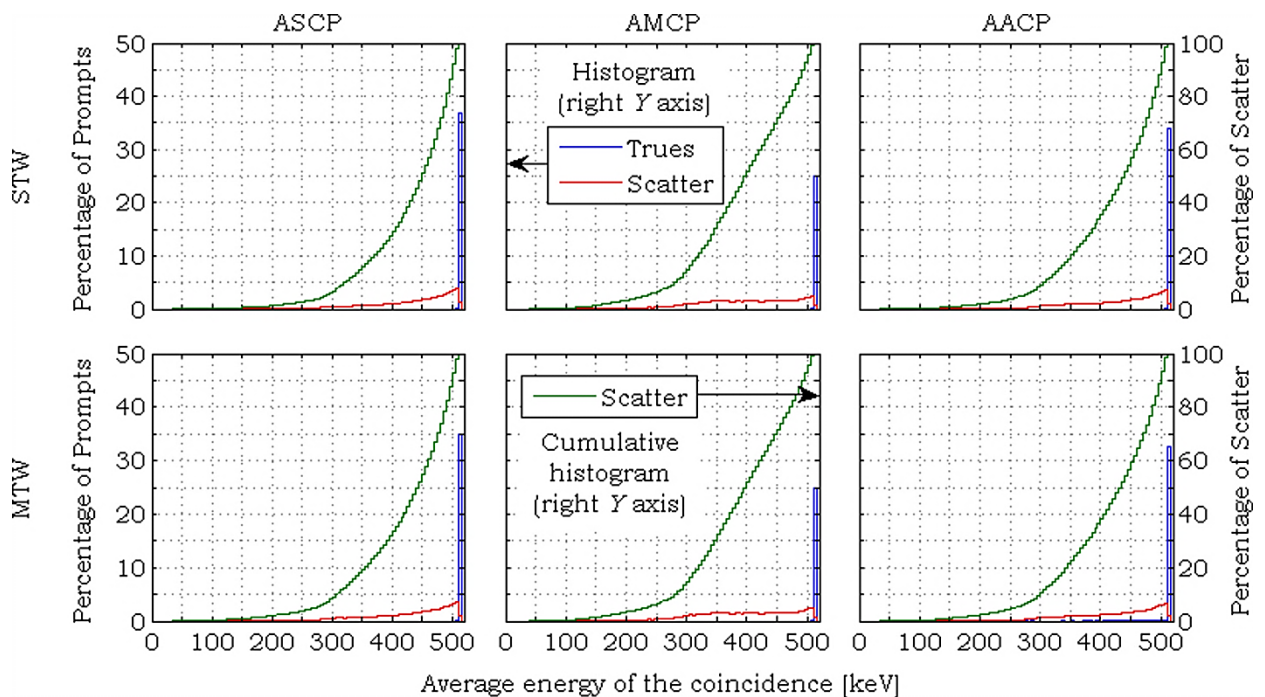 ASCP AMCP AACP
50 100
40 80
30 60
20 40
10 20
0 0
STW
Percentage of Prompts
Histogram
(right Y axis)
Trues
Scatter
Percentage of Scatter
50 100
40 80
30 60
20 40
10 20
0 0
MTW
Percentage of Prompts
Scatter
Cumulative
histogram
(right Y axis)
Percentage of Scatter
0 100 200 300 400 500 0 100 200 300 400 500 0 100 200 300 400 500
Average energy of the coincidence [keV]